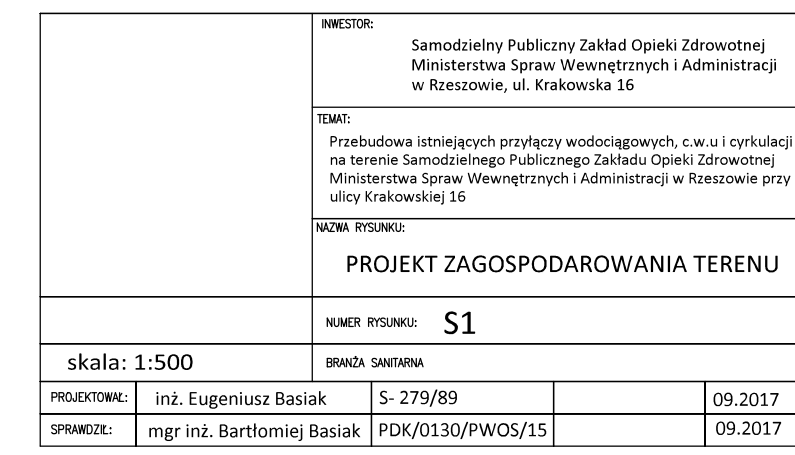 INWESTOR:
Samodzielny Publiczny Zakład Opieki Zdrowotnej
Ministerstwa Spraw Wewnętrznych i Administracji
w Rzeszowie, ul. Krakowska 16
TEMAT:
Przebudowa istniejących przyłączy wodociągowych, c.w.u i cyrkulacji
na terenie Samodzielnego Publicznego Zakładu Opieki Zdrowotnej
Ministerstwa Spraw Wewnętrznych i Administracji w Rzeszowie przy
ulicy Krakowskiej 16
NAZWA RYSUNKU:
PROJEKT ZAGOSPODAROWANIA TERENU
NUMER RYSUNKU: S1
skala: 1:500 BRANŻA SANITARNA
PROJEKTOWAŁ: inż. Eugeniusz Basiak S- 279/89 09.2017
SPRAWDZIŁ: mgr inż. Bartłomiej Basiak PDK/0130/PWOS/15 09.2017